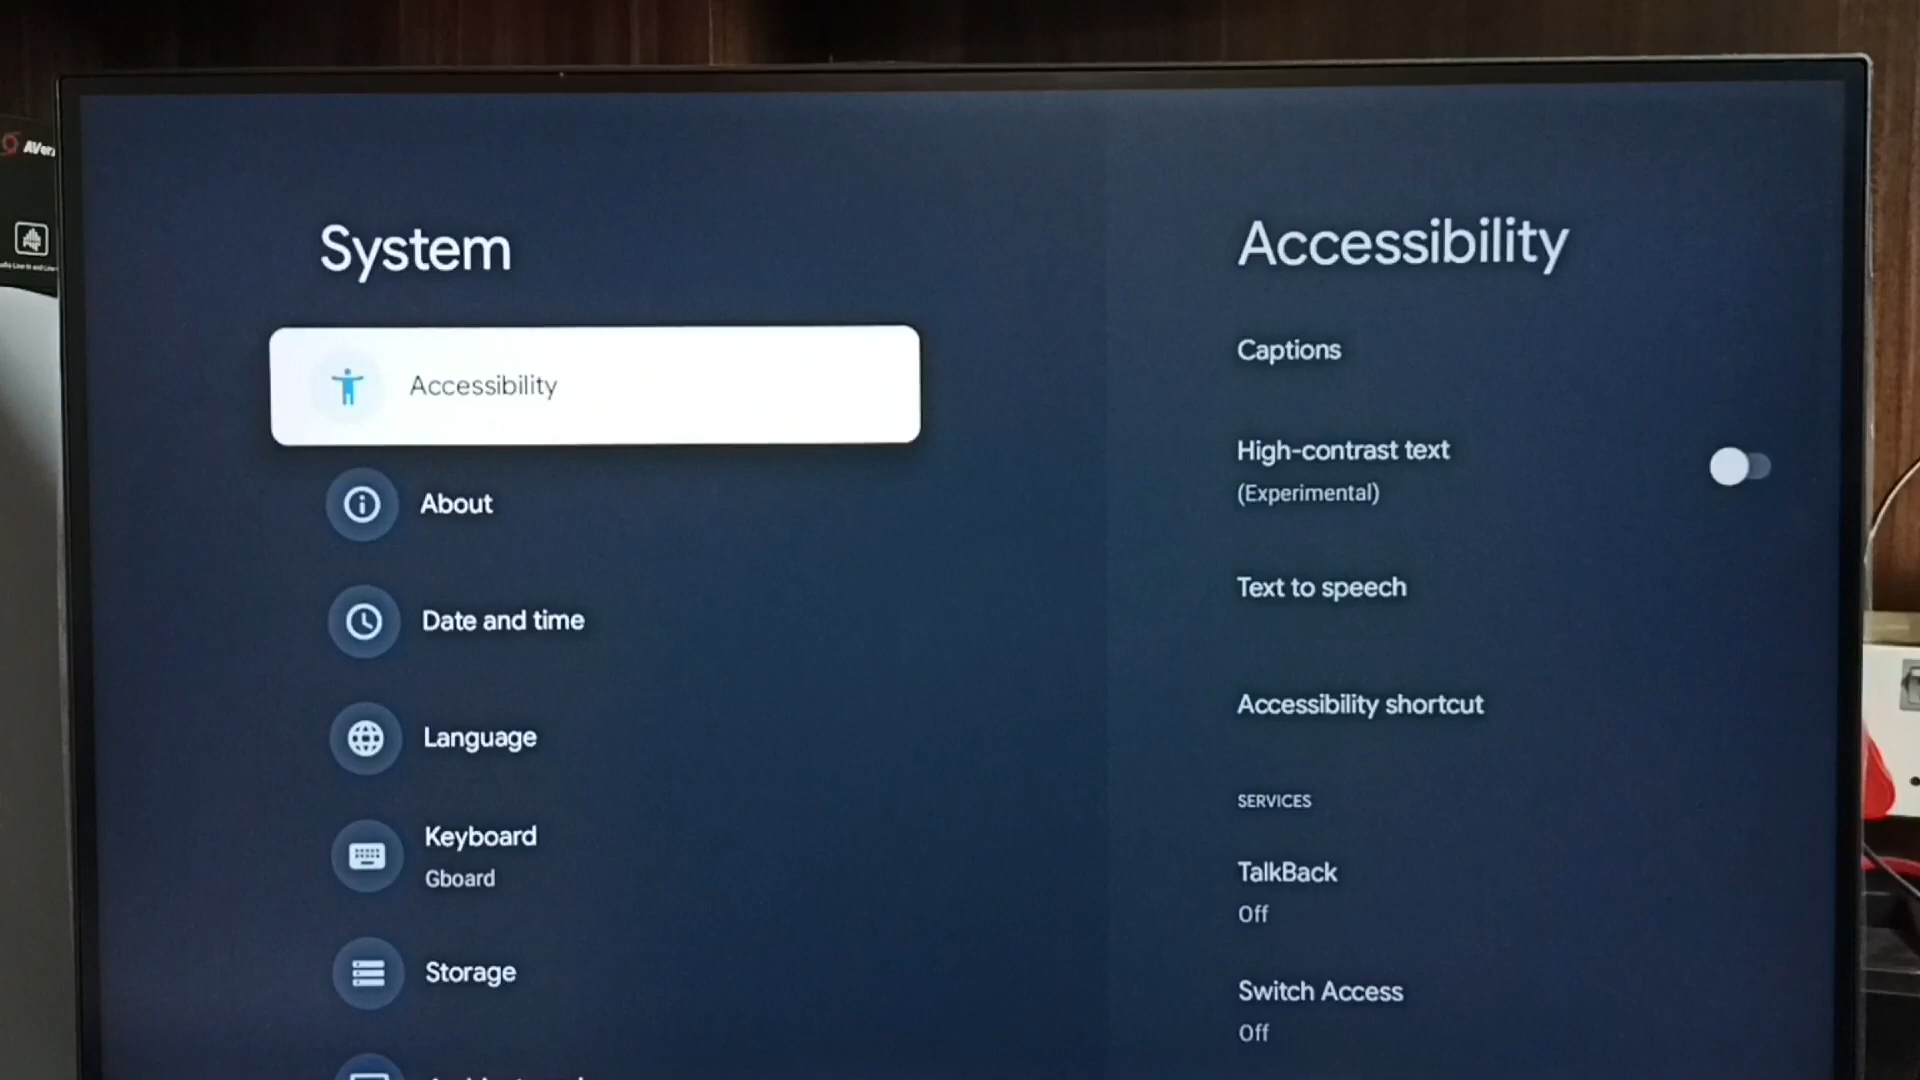 System
Accessibility
About
Date and time
Language
Keyboard
Gboard
Storage
Accessibility
Captions
High-contrast text
(Experimental)
Text to speech
Accessibility shortcut
SERVICES
TalkBack
Off
Switch Access
Off